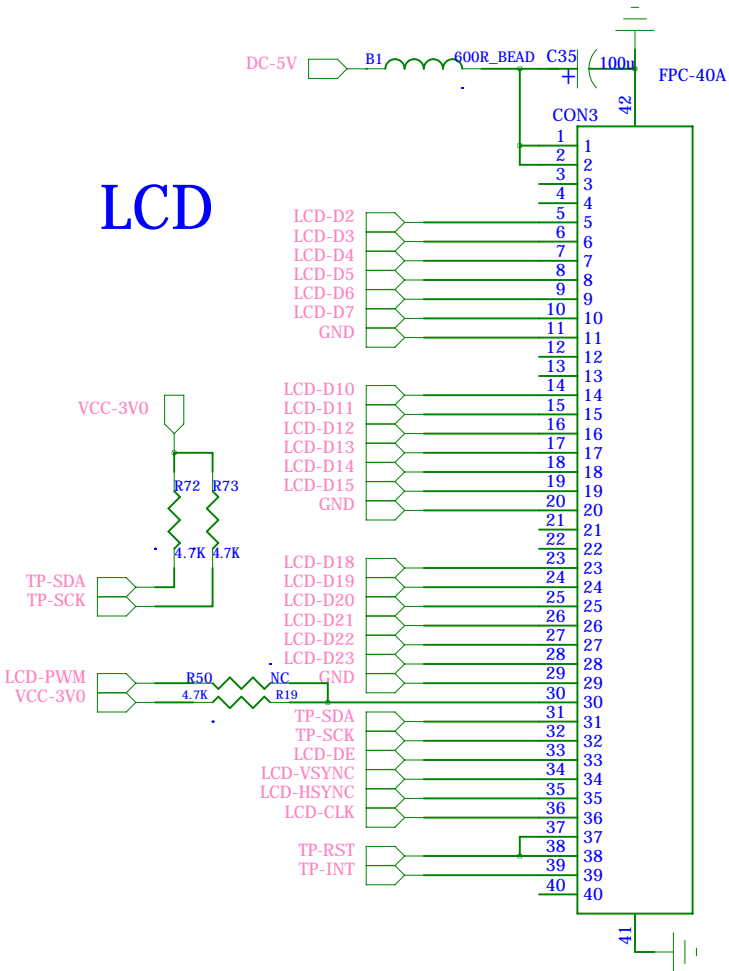 DC-5V B1 600R_BEAD C35 100u FPC-40A
+
42
CON3
LCD
1 1
2 2
3 3
4 4
LCD-D2 5 5
LCD-D3 6 6
LCD-D4 7 7
LCD-D5 8 8
LCD-D6 9 9
LCD-D7 10 10
GND 11 11
12 12
13 13
LCD-D10 14 14
LCD-D11 15 15
LCD-D12 16 16
LCD-D13 17 17
LCD-D14 18 18
LCD-D15 19 19
GND 20 20
21 21
22 22
LCD-D18 23 23
LCD-D19 24 24
LCD-D20 25 25
LCD-D21 26 26
LCD-D22 27 27
LCD-D23 28 28
GND 29 29
30 30
TP-SDA 31 31
TP-SCK 32 32
LCD-DE 33 33
LCD-VSYNC 34 34
LCD-HSYNC 35 35
LCD-CLK 36 36
37 37
TP-RST 38 38
TP-INT 39 39
40 40
41
VCC-3V0
R72 R73
4.7K 4.7K
TP-SDA
TP-SCK
LCD-PWM R50 NC
VCC-3V0 4.7K R19